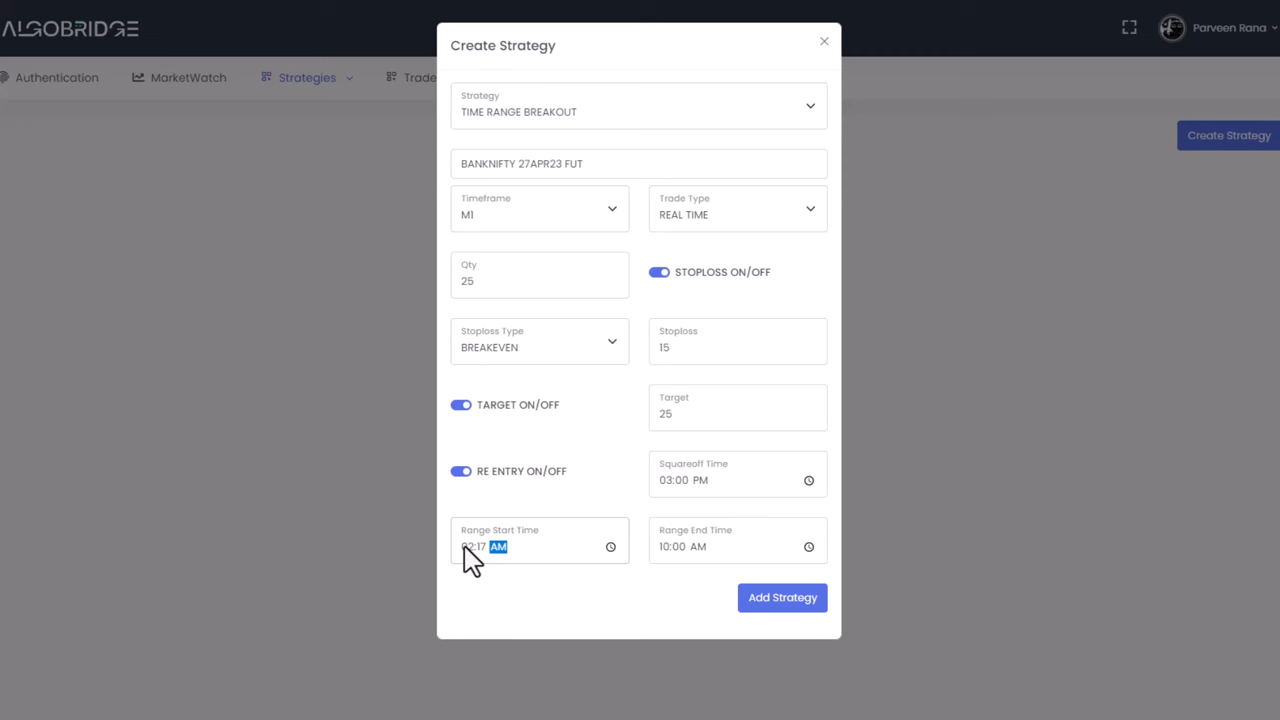 ALGOBRIDGE
Parveen Rana
Authentication
MarketWatch
Strategies
Trade
Create Strategy
Create Strategy
Strategy
TIME RANGE BREAKOUT
BANKNIFTY 27APR23 FUT
Timeframe
M1
Trade Type
REAL TIME
Qty
25
STOPLOSS ON/OFF
Stoploss Type
BREAKEVEN
Stoploss
15
TARGET ON/OFF
Target
25
RE ENTRY ON/OFF
Squareoff Time
03:00 PM
Range Start Time
02:17 AM
Range End Time
10:00 AM
Add Strategy